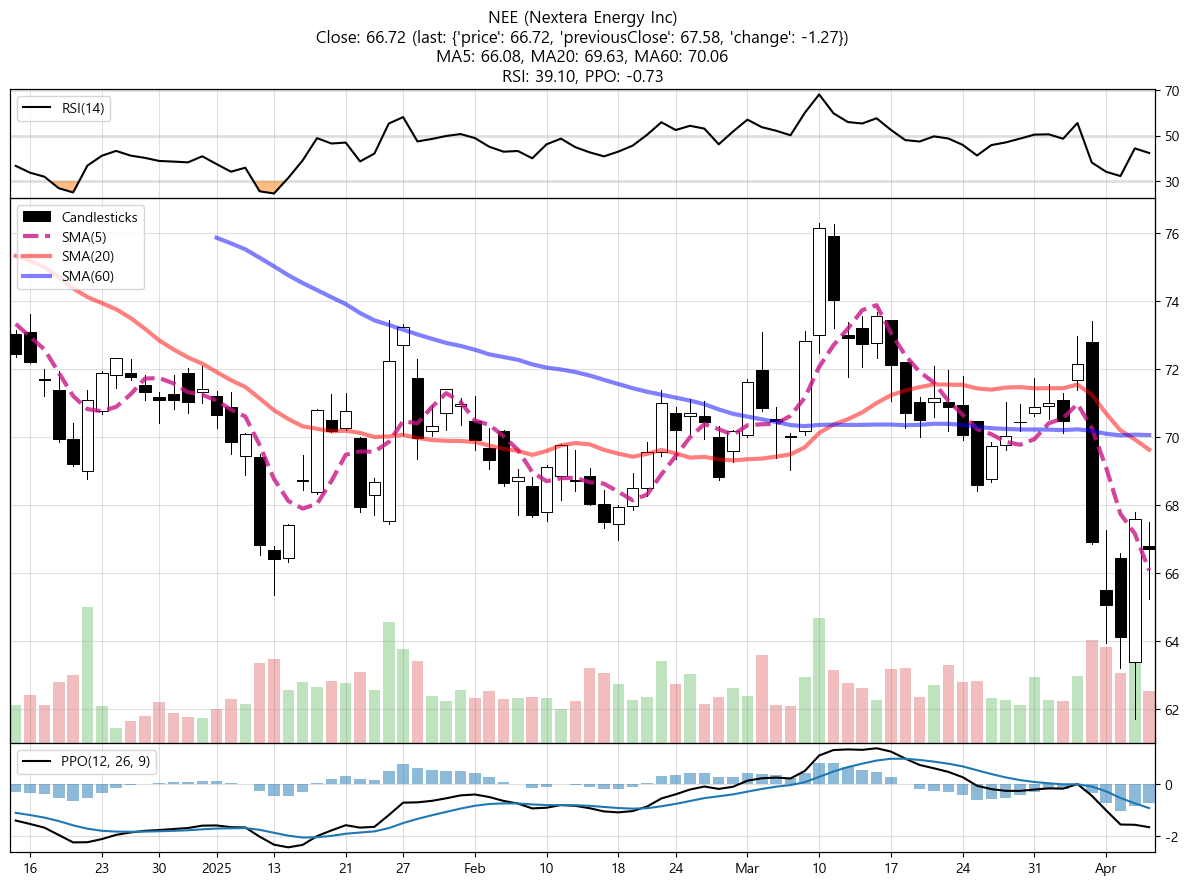 NEE (Nextera Energy Inc)
Close: 66.72 (last: {'price': 66.72, 'previousClose': 67.58, 'change': -1.27})
MA5: 66.08, MA20: 69.63, MA60: 70.06
RSI: 39.10, PPO: -0.73
RSI(14)
70
50
30
Candlesticks
SMA(5)
SMA(20)
SMA(60)
76
74
72
70
68
66
64
62
PPO(12, 26, 9)
0
-2
16 23 30 2025 13 21 27 Feb 10 18 24 Mar 10 17 24 31 Apr